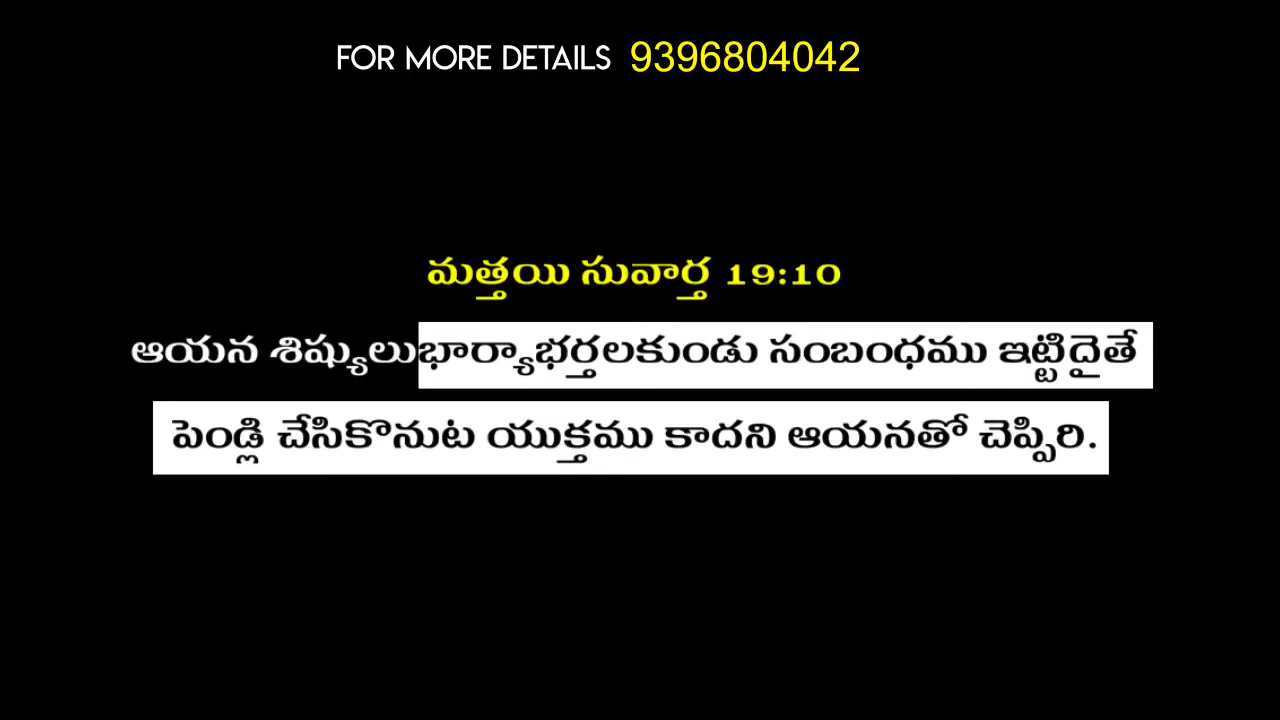 FOR MORE DETAILS 9396804042
మత్తయి సువార్త 19:10
ఆయన శిష్యులుభార్యాభర్తలకుండు సంబంధము ఇట్టిదైతే
పెండ్లి చేసికొనుట యుక్తము కాదని ఆయనతో చెప్పిరి.